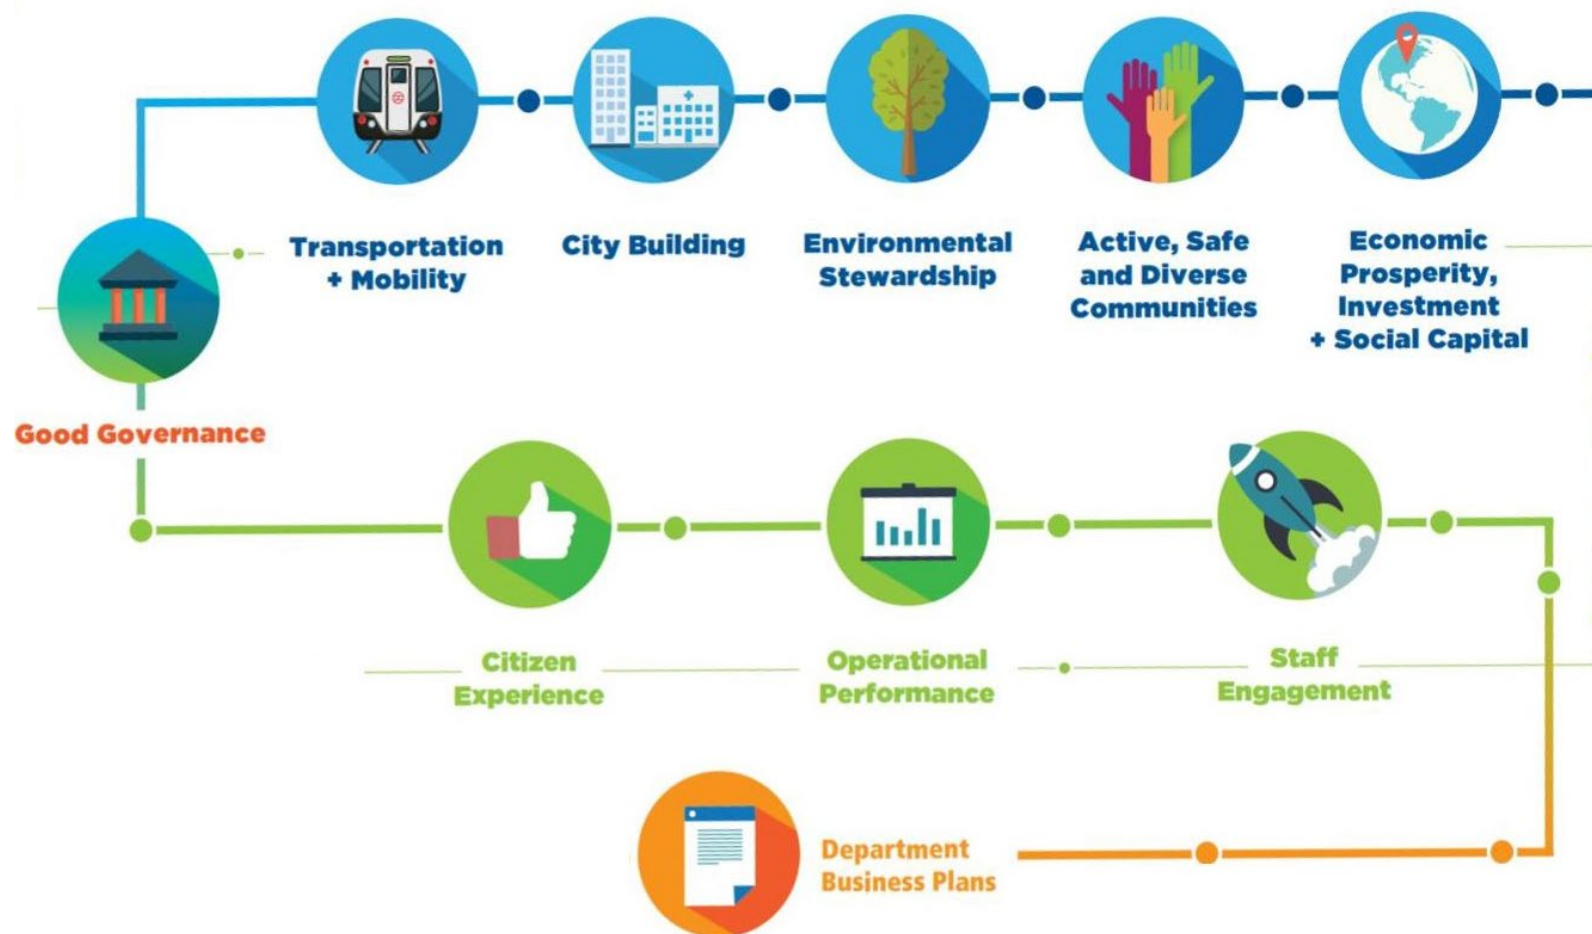 Transportation
+ Mobility
City Building
Environmental
Stewardship
Active, Safe
and Diverse
Communities
Economic
Prosperity,
Investment
+ Social Capital
Good Governance
Citizen
Experience
Operational
Performance
Staff
Engagement
Department
Business Plans